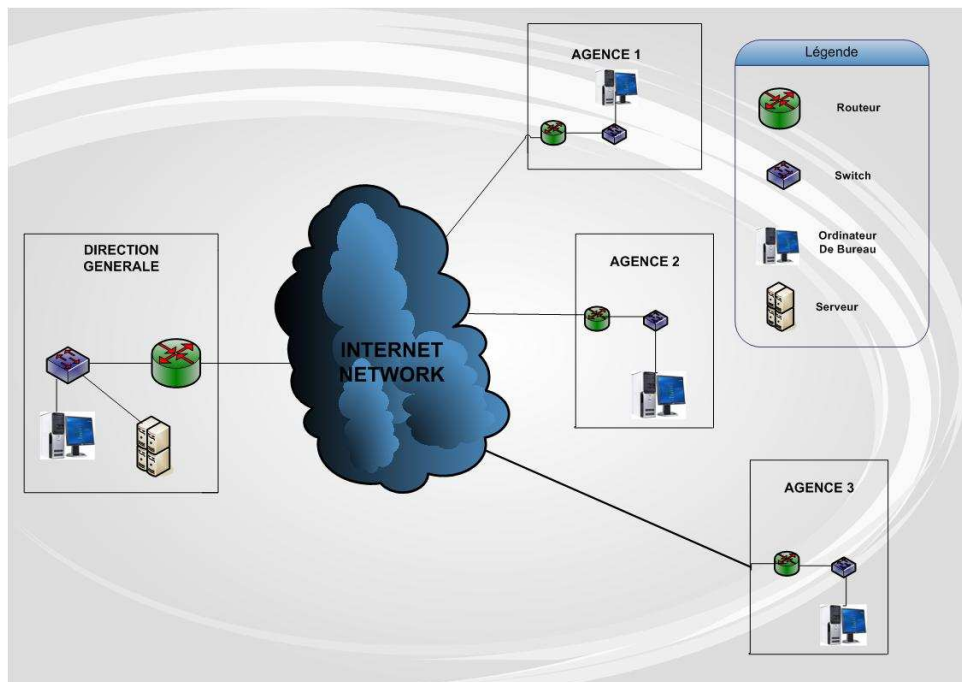 AGENCE 1
Légende
Routeur
Switch
Ordinateur
De Bureau
Serveur
DIRECTION
GENERALE
AGENCE 2
INTERNET
NETWORK
AGENCE 3